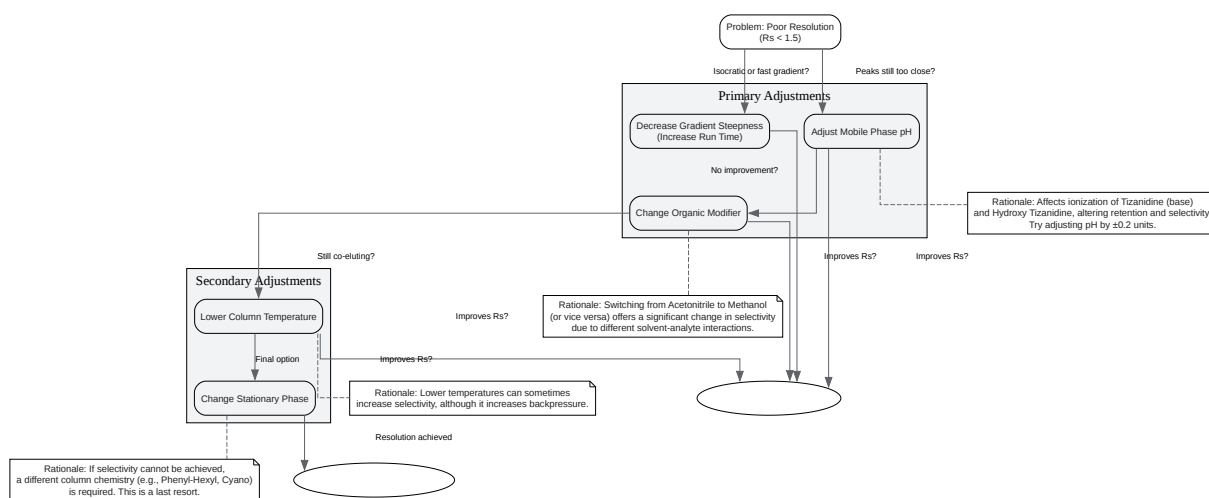 Problem: Poor Resolution
(Rs < 1.5)
Isocratic or fast gradient?
Peaks still too close?
Primary Adjustments
Decrease Gradient Steepness
(Increase Run Time)
Adjust Mobile Phase pH
No improvement?
Change Organic Modifier
Rationale: Affects ionization of Tizanidine (base)
and Hydroxy Tizanidine, altering retention and selectivity.
Try adjusting pH by ±0.2 units.
Still co-eluting?
Improves Rs?
Improves Rs?
Secondary Adjustments
Lower Column Temperature
Improves Rs?
Rationale: Switching from Acetonitrile to Methanol
(or vice versa) offers a significant change in selectivity
due to different solvent-analyte interactions.
Final option
Improves Rs?
Change Stationary Phase
Rationale: Lower temperatures can sometimes
increase selectivity, although it increases backpressure.
Resolution achieved
Rationale: If selectivity cannot be achieved,
a different column chemistry (e.g., Phenyl-Hexyl, Cyano)
is required. This is a last resort.